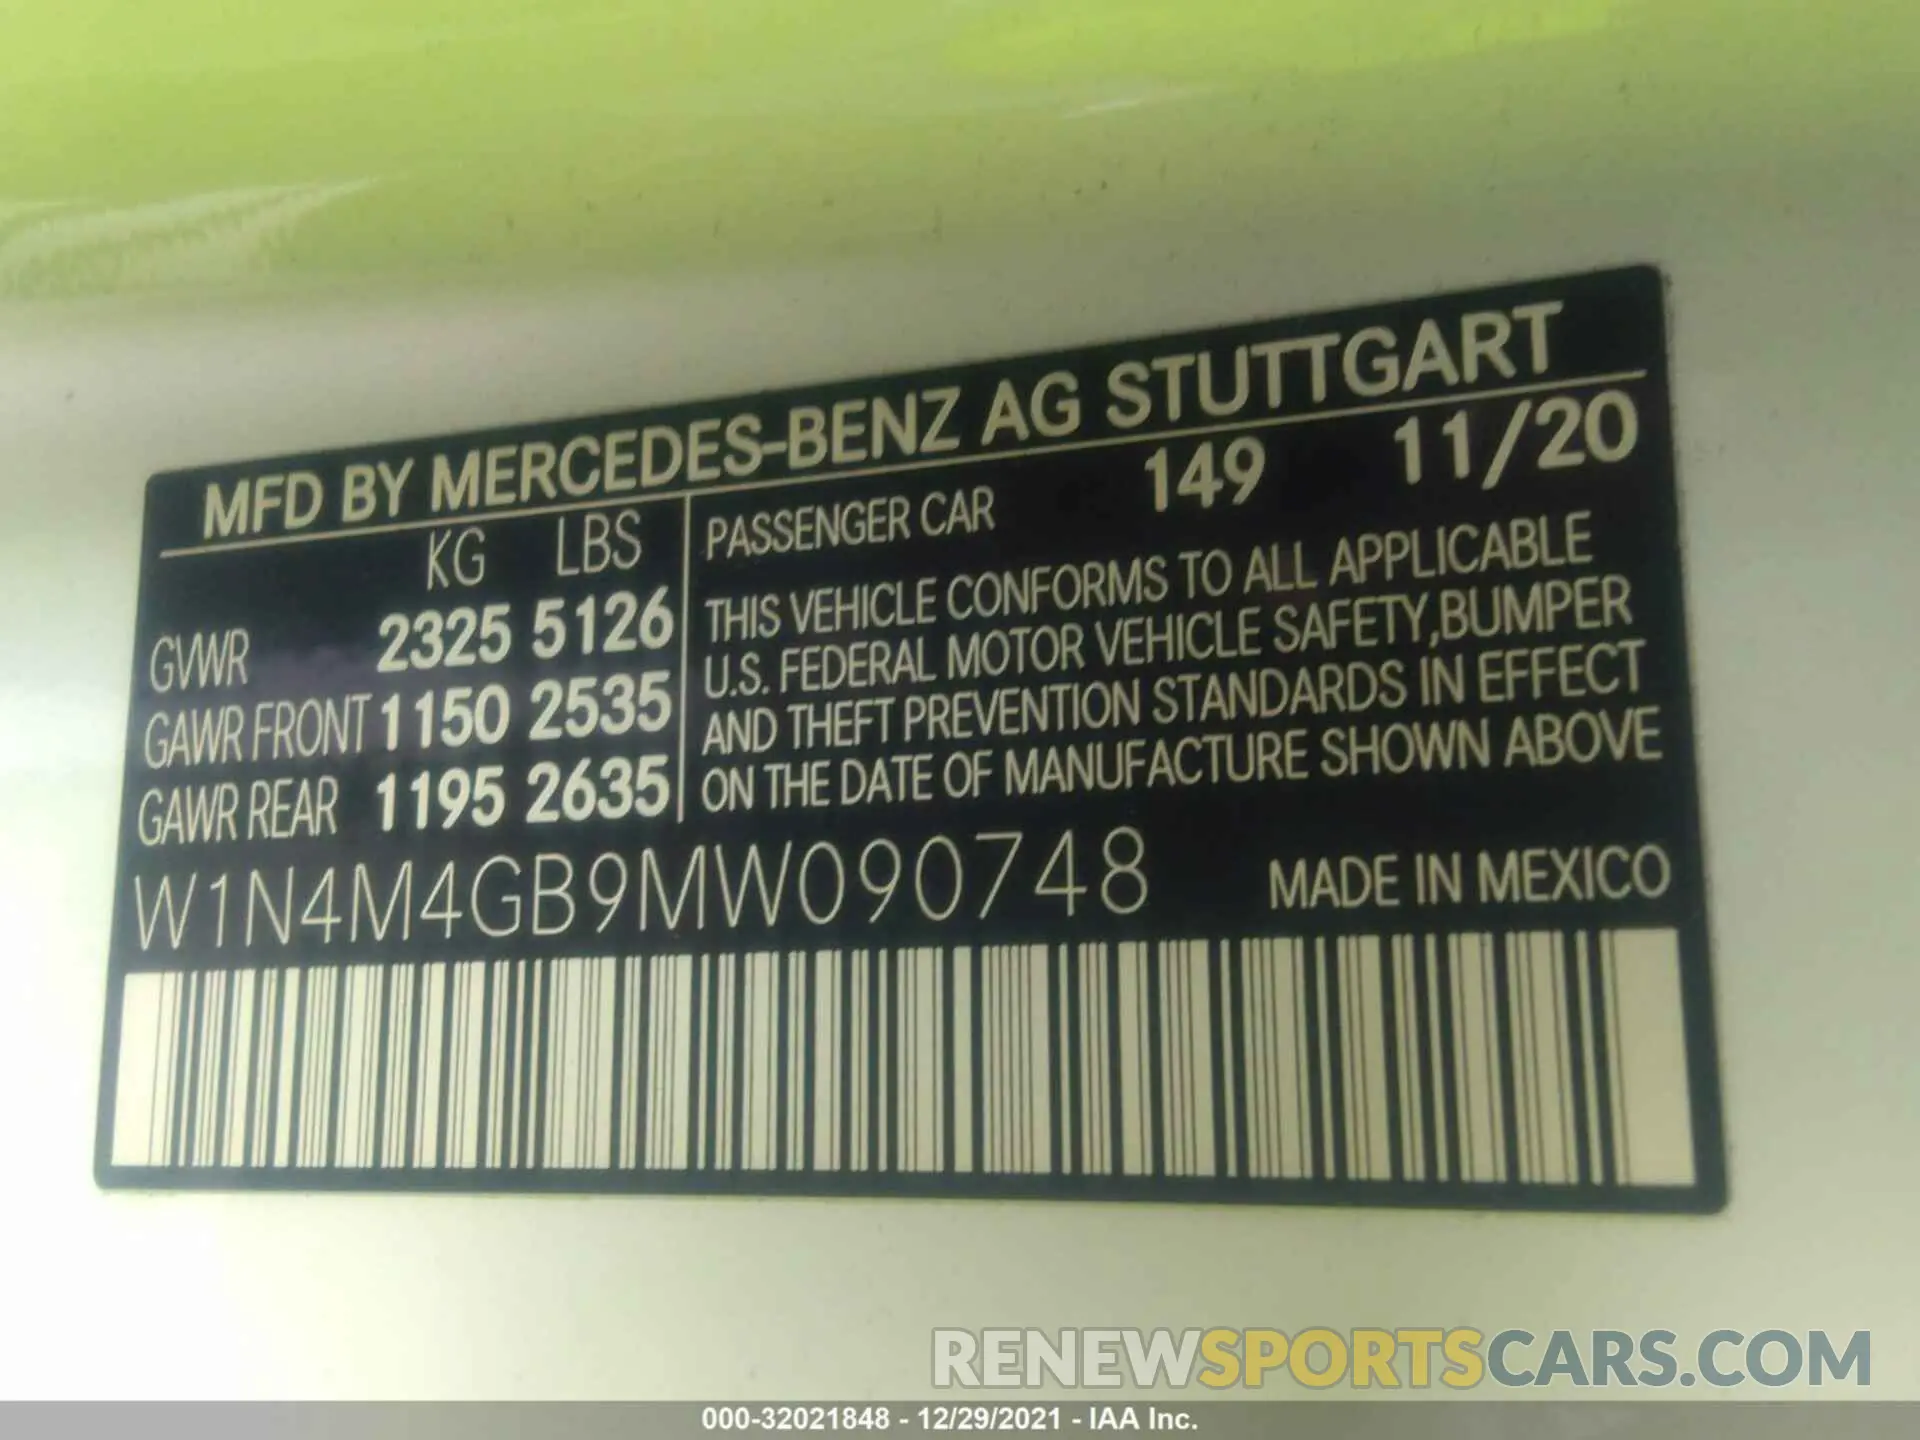 MFD BY MERCEDES-BENZ AG STUTTGART
KG LBS
GVWR 2325 5126
GAWR FRONT 1150 2535
GAWR REAR 1195 2635
PASSENGER CAR 149 11/20
THIS VEHICLE CONFORMS TO ALL APPLICABLE
U.S. FEDERAL MOTOR VEHICLE SAFETY,BUMPER
AND THEFT PREVENTION STANDARDS IN EFFECT
ON THE DATE OF MANUFACTURE SHOWN ABOVE
W1N4M4GB9MW090748 MADE IN MEXICO
RENEWSPORTSCARS.COM
000-32021848 - 12/29/2021 - IAA Inc.